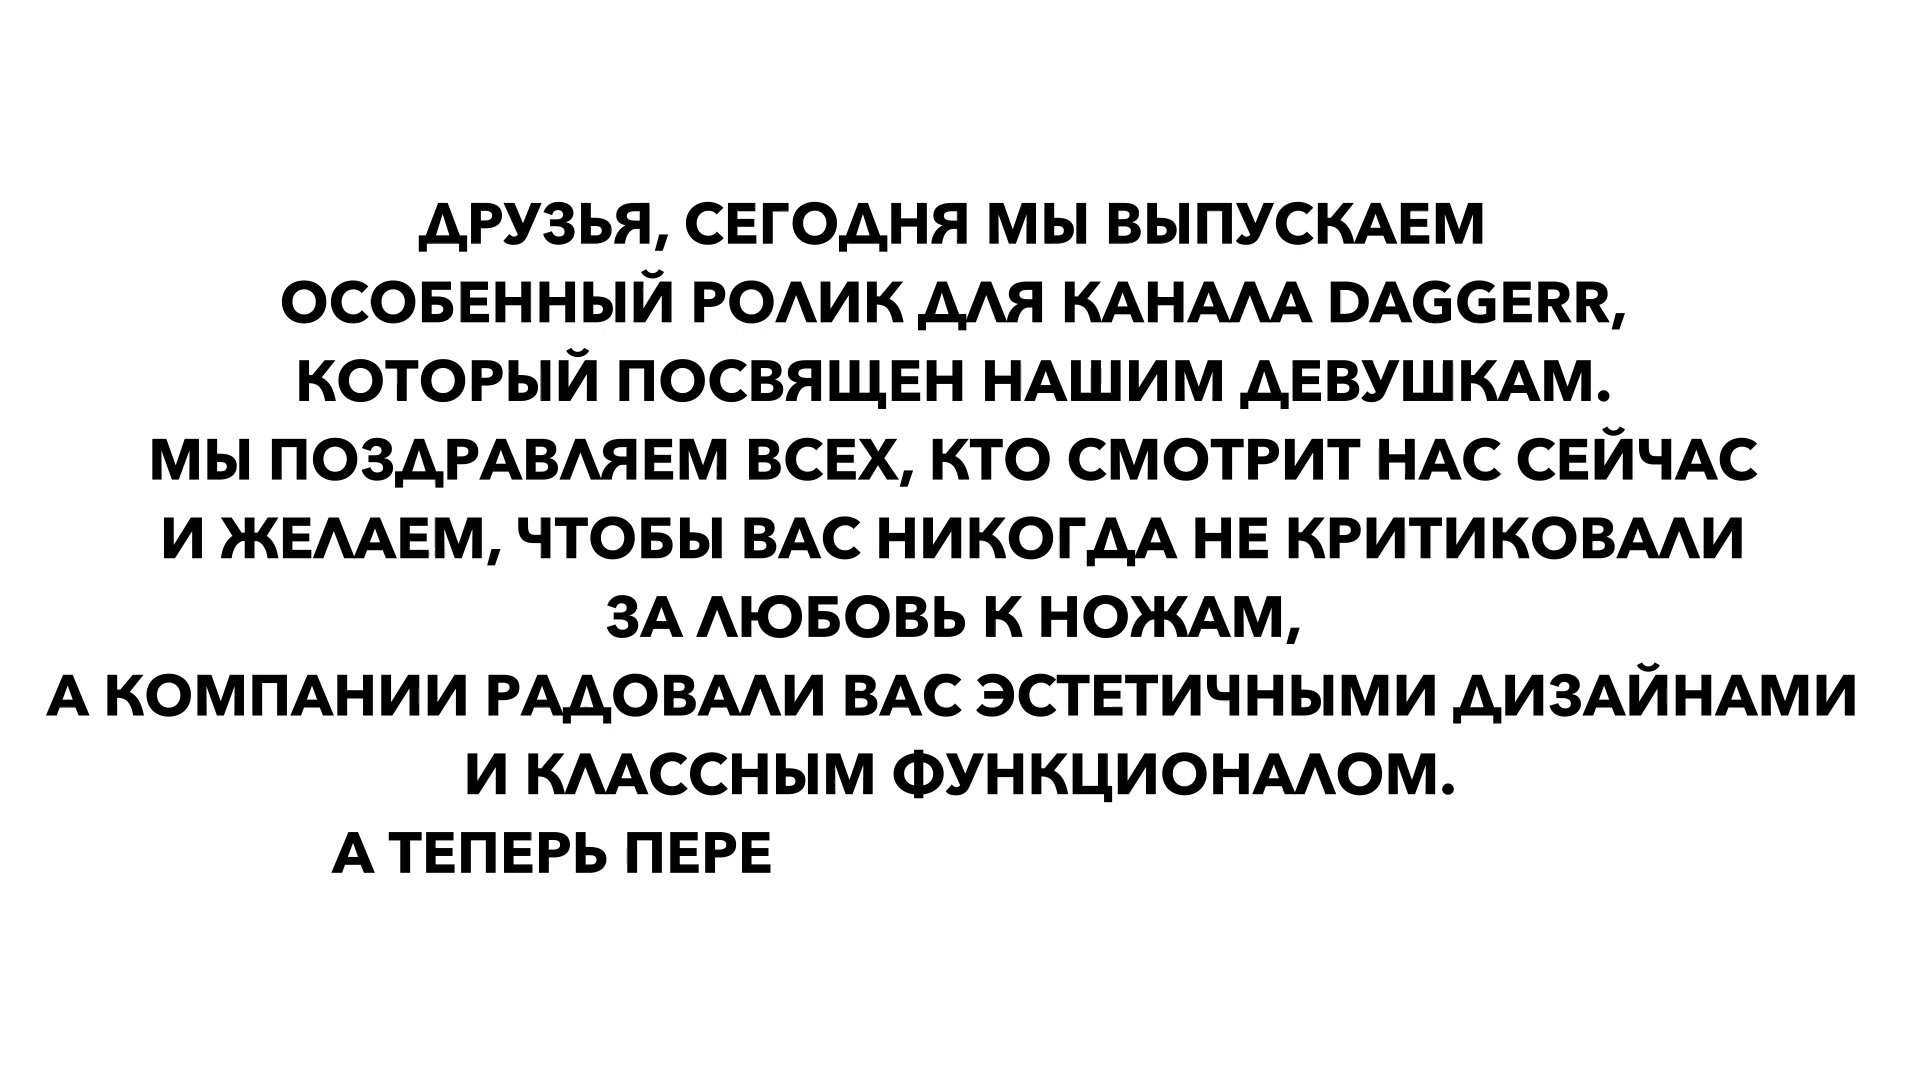 ДРУЗЬЯ, СЕГОДНЯ МЫ ВЫПУСКАЕМ
ОСОБЕННЫЙ РОЛИК ДЛЯ КАНАЛА DAGGERR,
КОТОРЫЙ ПОСВЯЩЕН НАШИМ ДЕВУШКАМ.
МЫ ПОЗДРАВЛЯЕМ ВСЕХ, КТО СМОТРИТ НАС СЕЙЧАС
И ЖЕЛАЕМ, ЧТОБЫ ВАС НИКОГДА НЕ КРИТИКОВАЛИ
ЗА ЛЮБОВЬ К НОЖАМ,
А КОМПАНИИ РАДОВАЛИ ВАС ЭСТЕТИЧНЫМИ ДИЗАЙНАМИ
И КЛАССНЫМ ФУНКЦИОНАЛОМ.
А ТЕПЕРЬ ПЕРЕ